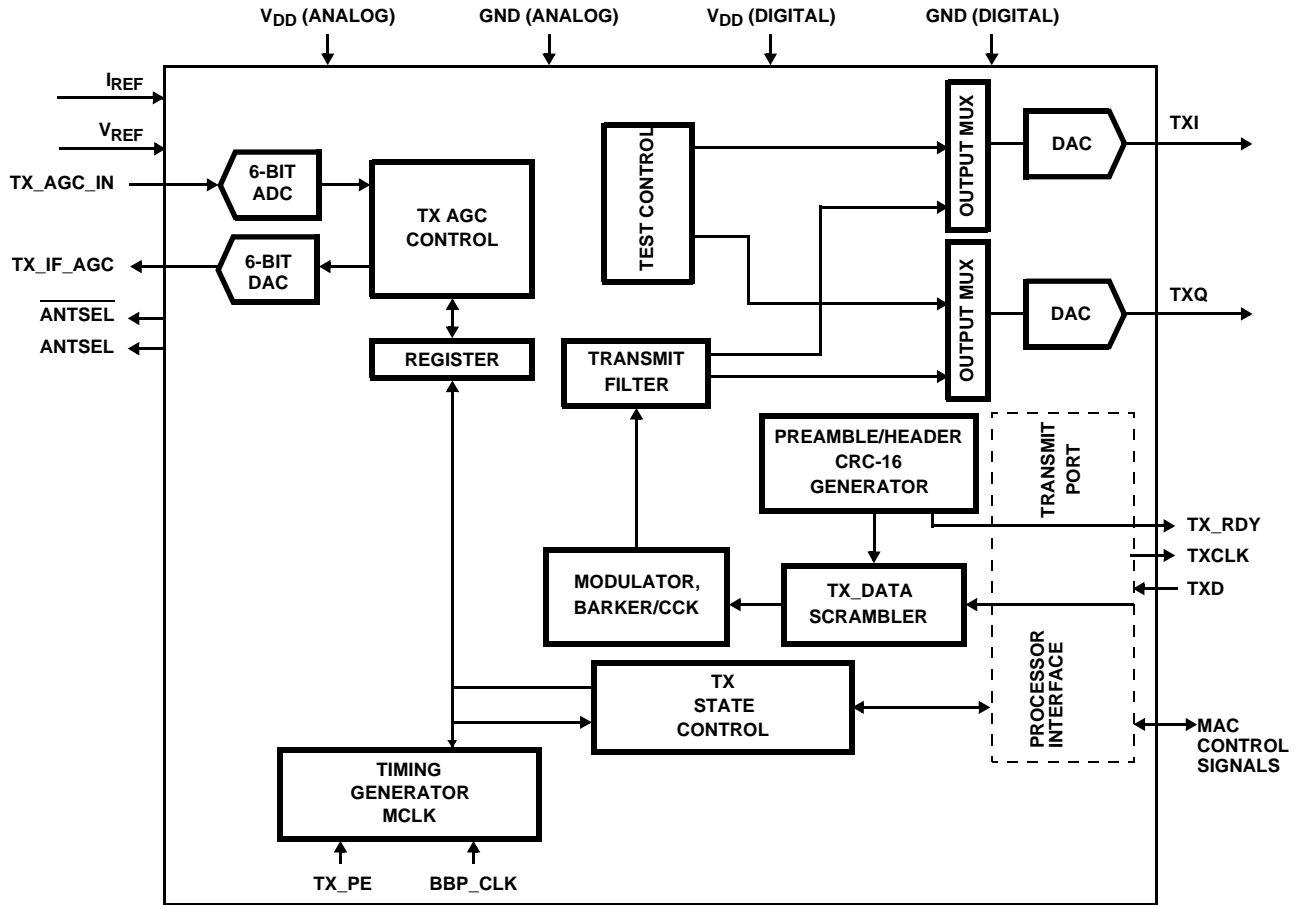 VDD (ANALOG)
GND (ANALOG)
VDD (DIGITAL)
GND (DIGITAL)
IREF
VREF
TX_AGC_IN
TX_IF_AGC
ANTSEL
ANTSEL
6-BIT
ADC
6-BIT
DAC
TX AGC
CONTROL
REGISTER
TEST CONTROL
TRANSMIT
FILTER
OUTPUT MUX
OUTPUT MUX
DAC
DAC
TXI
TXQ
PREAMBLE/HEADER
CRC-16
GENERATOR
TRANSMIT
PORT
TX_RDY
TXCLK
TXD
MODULATOR,
BARKER/CCK
TX_DATA
SCRAMBLER
TX
STATE
CONTROL
PROCESSOR
INTERFACE
MAC
CONTROL
SIGNALS
TIMING
GENERATOR
MCLK
TX_PE
BBP_CLK